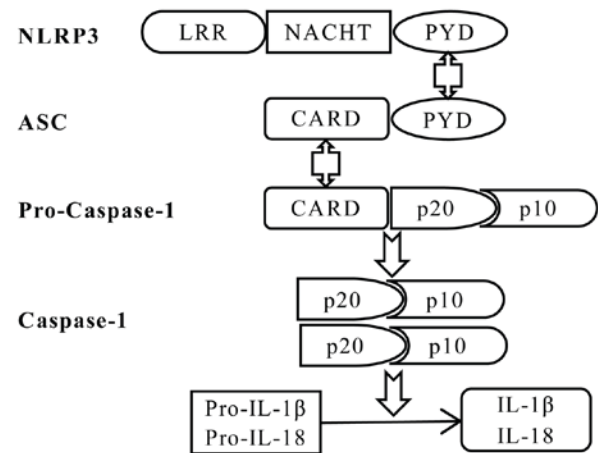 NLRP3 LRR NACHT PYD
ASC CARD PYD
Pro-Caspase-1 CARD p20 p10
p20 p10
Caspase-1
p20 p10
Pro-IL-1β IL-1β
Pro-IL-18 IL-18